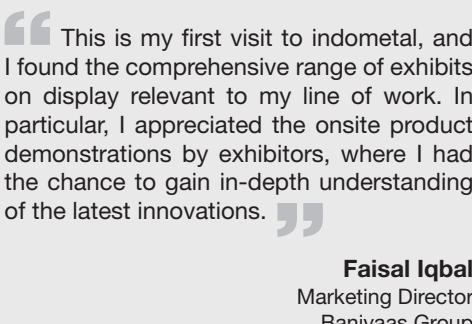 This is my first visit to indometal, and
I found the comprehensive range of exhibits
on display relevant to my line of work. In
particular, I appreciated the onsite product
demonstrations by exhibitors, where I had
the chance to gain in-depth understanding
of the latest innovations.
Faisal Iqbal
Marketing Director
Baniyaas Group